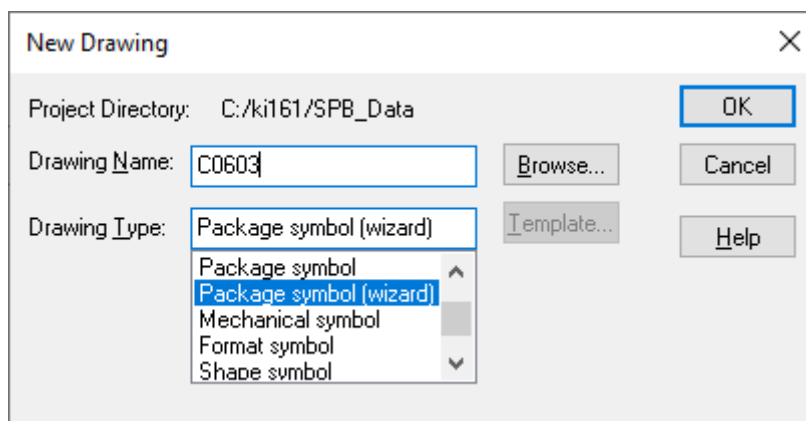 New Drawing
Project Directory: C:/ki161/SPB_Data
OK
Drawing Name: C0603
Browse...
Cancel
Drawing Type: Package symbol (wizard)
Template...
Help
Package symbol
Package symbol (wizard)
Mechanical symbol
Format symbol
Shape symbol